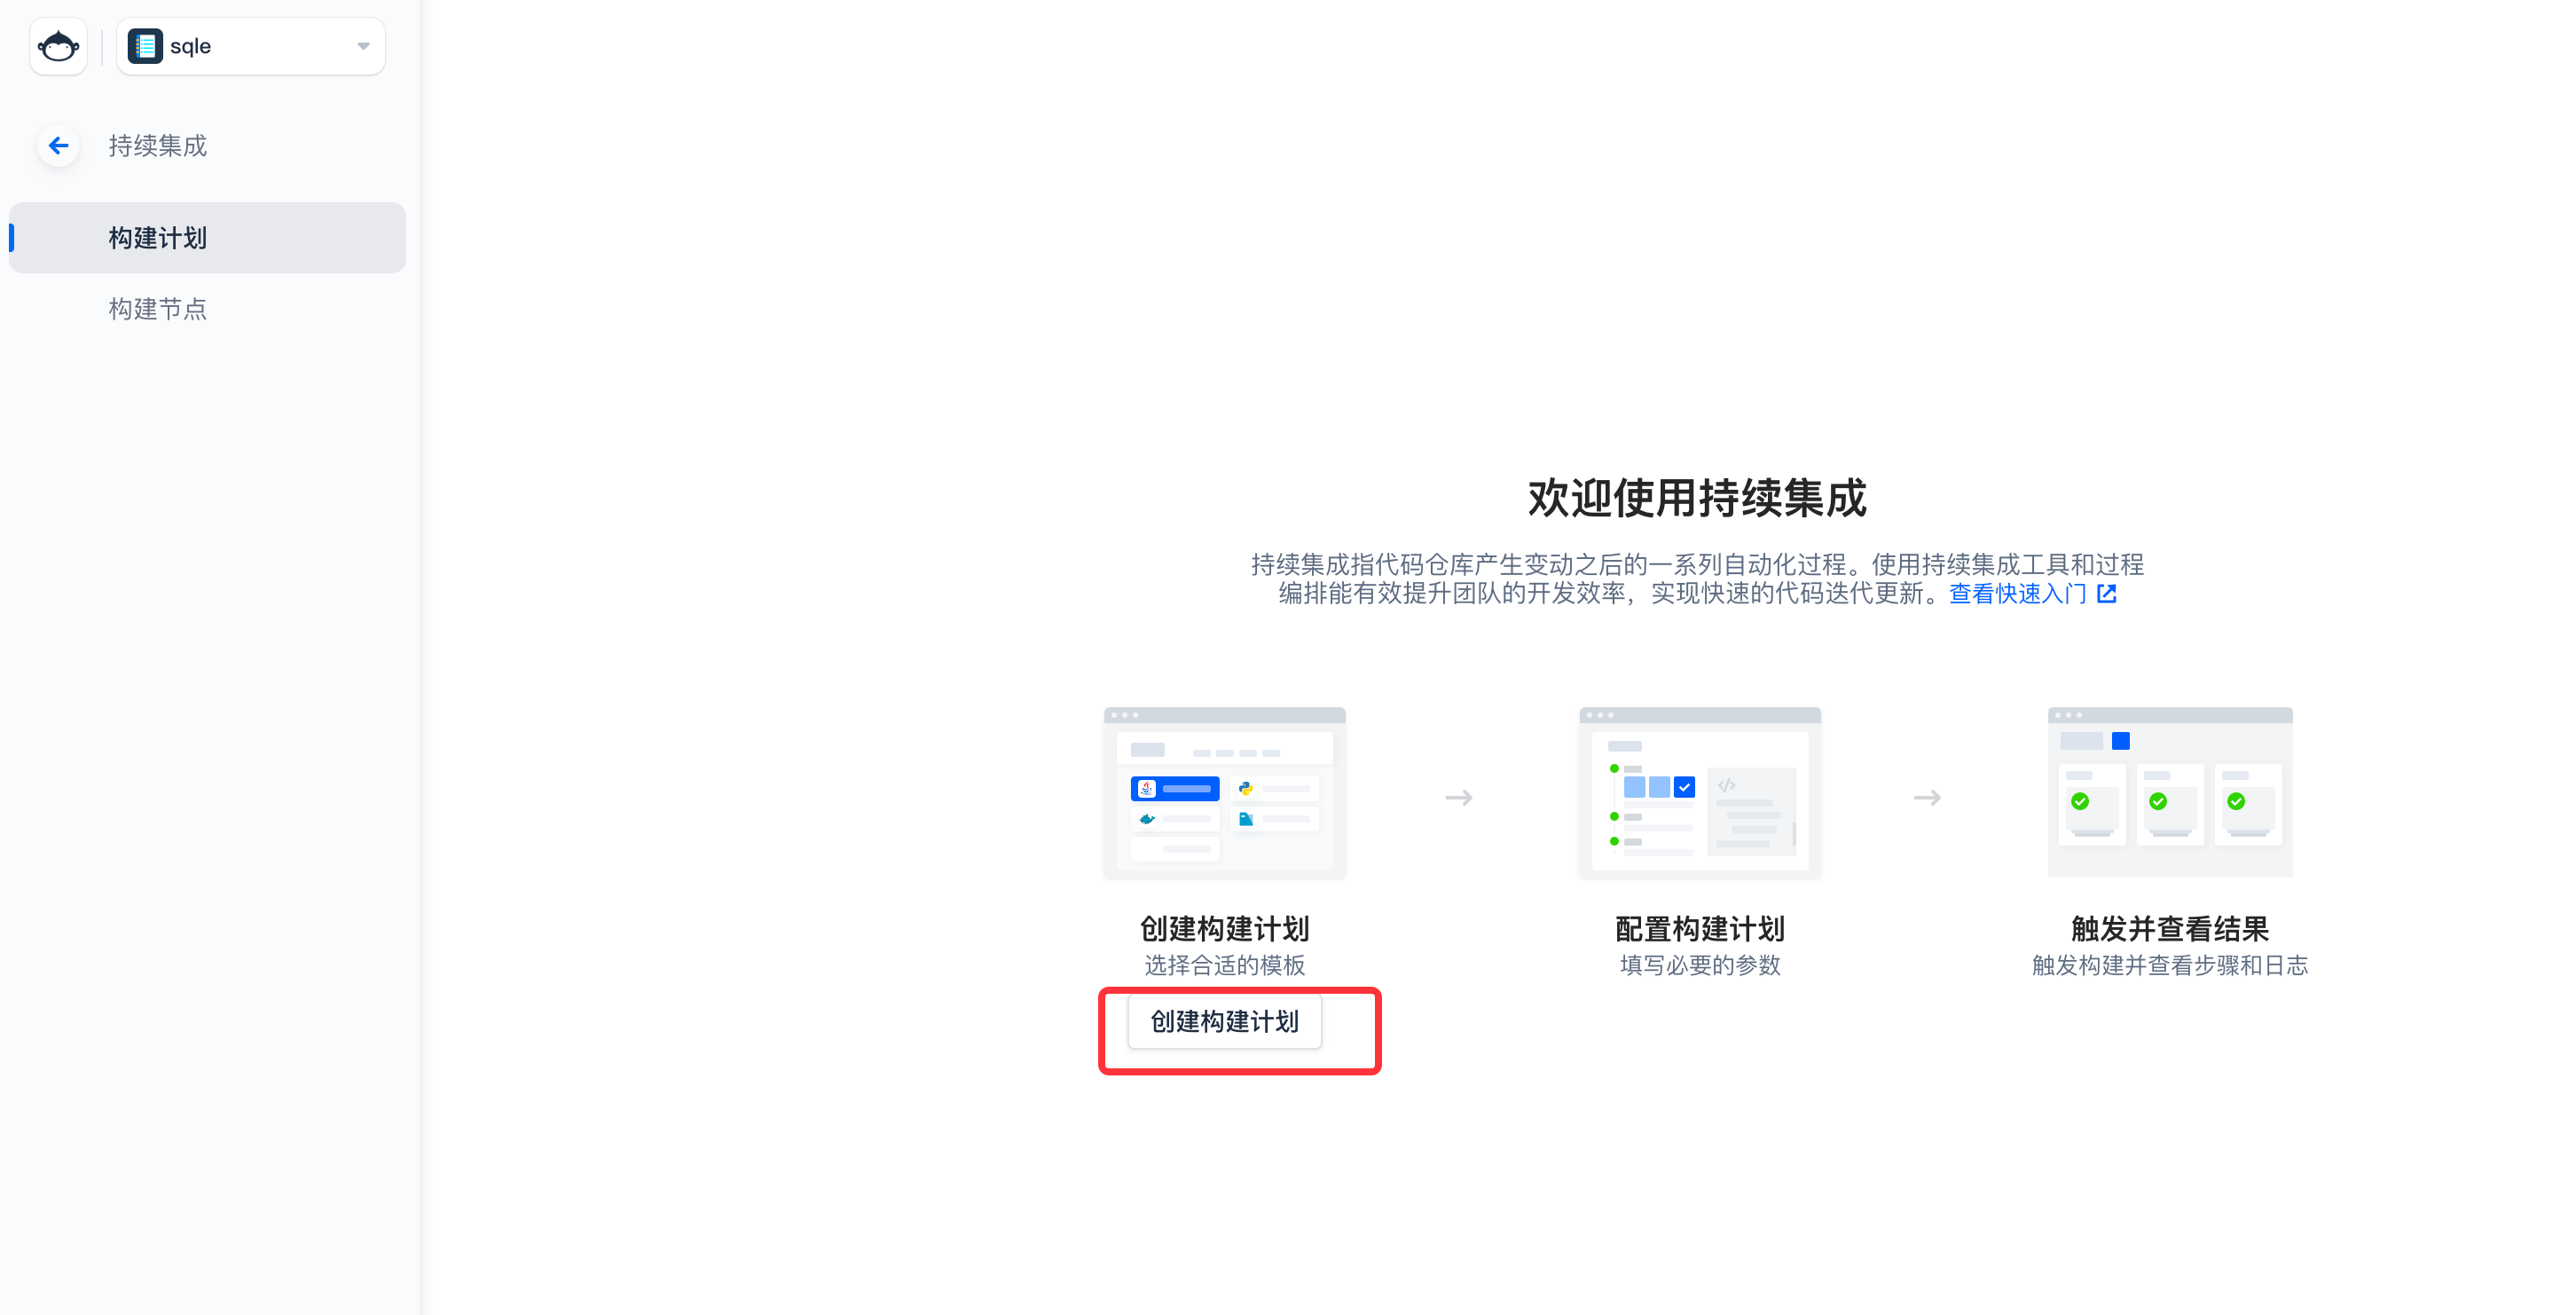 sqle
持续集成
构建计划
构建节点
欢迎使用持续集成
持续集成指代码仓库产生变动之后的一系列自动化过程。使用持续集成工具和过程
编排能有效提升团队的开发效率，实现快速的代码迭代更新。查看快速入门
创建构建计划
选择合适的模板
创建构建计划
配置构建计划
填写必要的参数
触发并查看结果
触发构建并查看步骤和日志